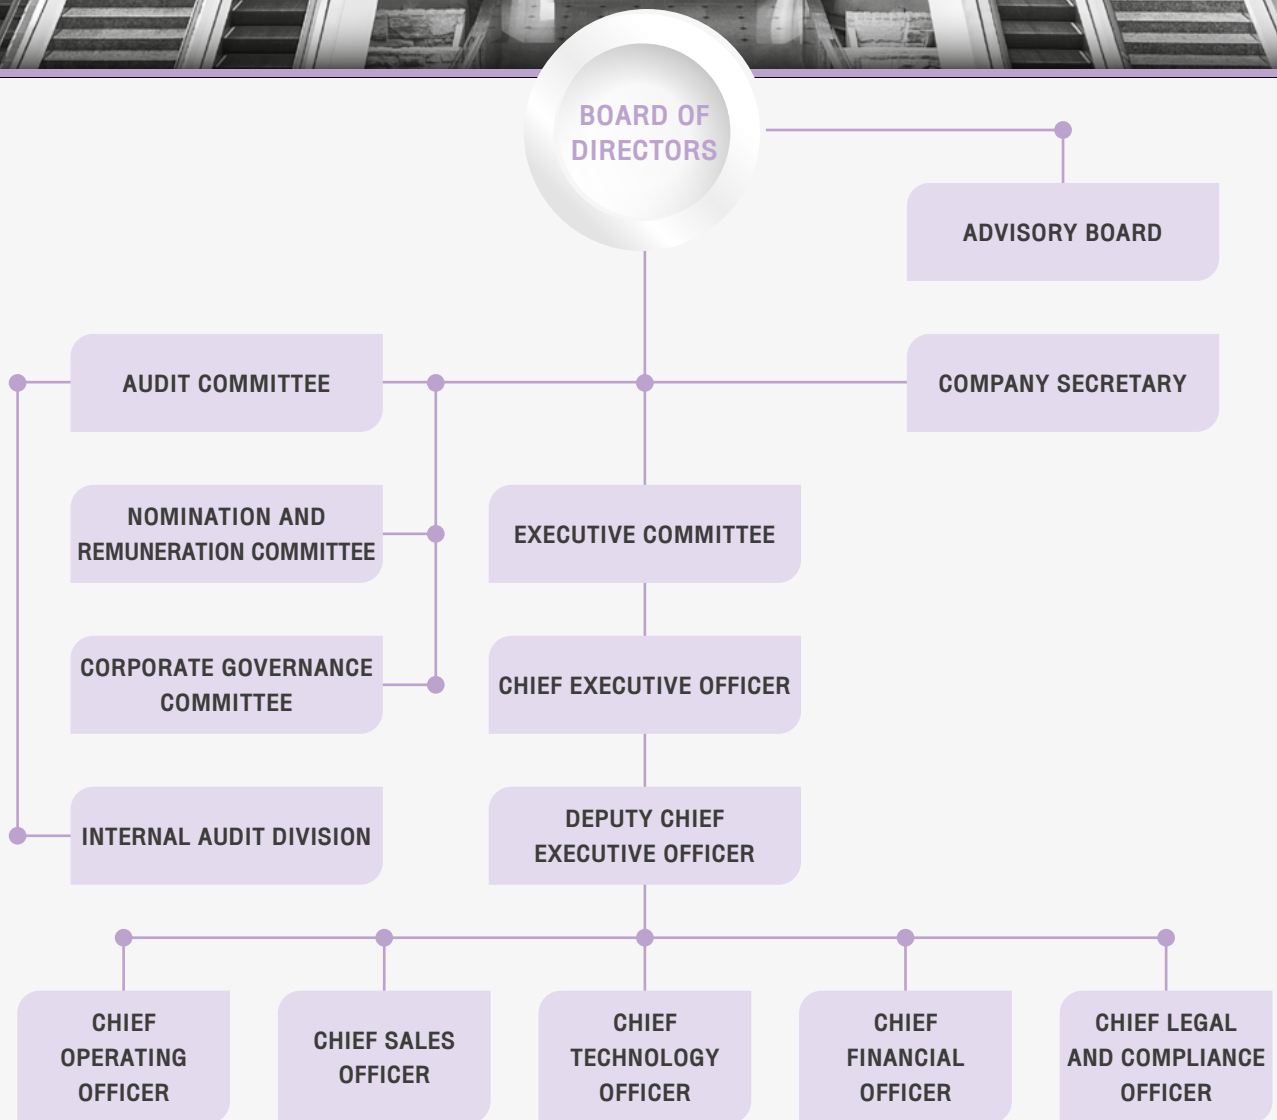 BOARD OF
DIRECTORS
ADVISORY BOARD
AUDIT COMMITTEE
COMPANY SECRETARY
NOMINATION AND
REMUNERATION COMMITTEE
EXECUTIVE COMMITTEE
CORPORATE GOVERNANCE
COMMITTEE
CHIEF EXECUTIVE OFFICER
INTERNAL AUDIT DIVISION
DEPUTY CHIEF
EXECUTIVE OFFICER
CHIEF
OPERATING
OFFICER
CHIEF SALES
OFFICER
CHIEF
TECHNOLOGY
OFFICER
CHIEF
FINANCIAL
OFFICER
CHIEF LEGAL
AND COMPLIANCE
OFFICER